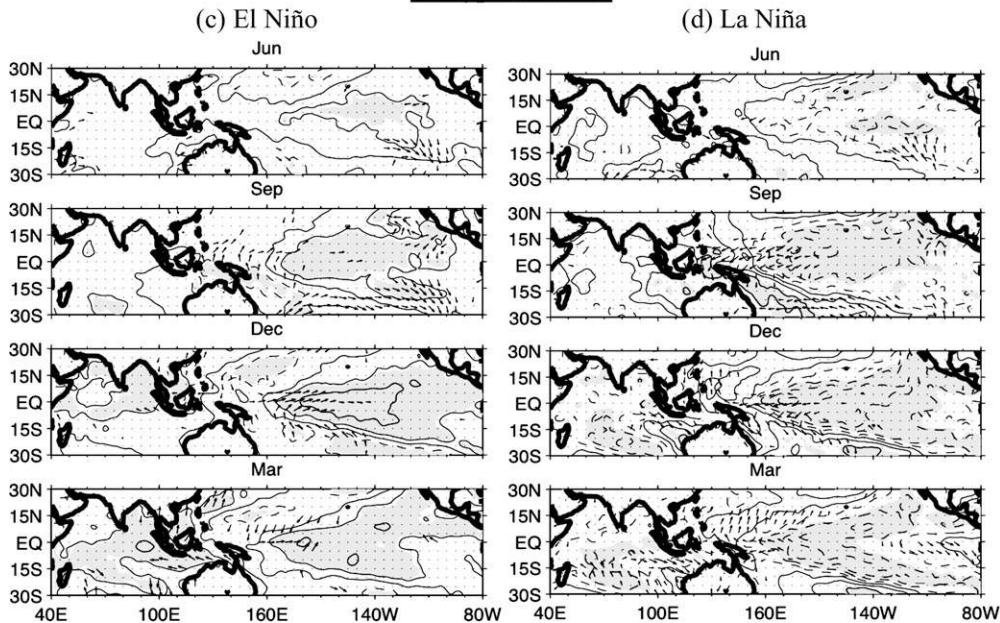 (c) El Niño
(d) La Niña
Jun
30N
15N
EQ
15S
30S
Sep
30N
15N
EQ
15S
30S
Dec
30N
15N
EQ
15S
30S
Mar
30N
15N
EQ
15S
30S
40E 100E 160E 140W 80W
Jun
30N
15N
EQ
15S
30S
Sep
30N
15N
EQ
15S
30S
Dec
30N
15N
EQ
15S
30S
Mar
30N
15N
EQ
15S
30S
40E 100E 160E 140W 80W